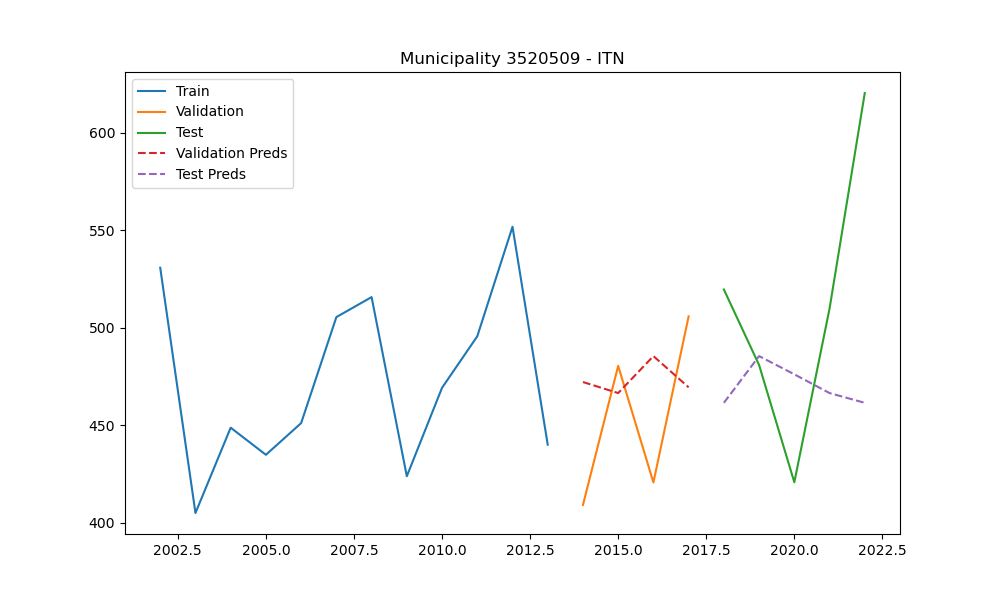 Municipality 3520509 - ITN
Train
Validation
Test
Validation Preds
Test Preds
600
550
500
450
400
2002.5 2005.0 2007.5 2010.0 2012.5 2015.0 2017.5 2020.0 2022.5